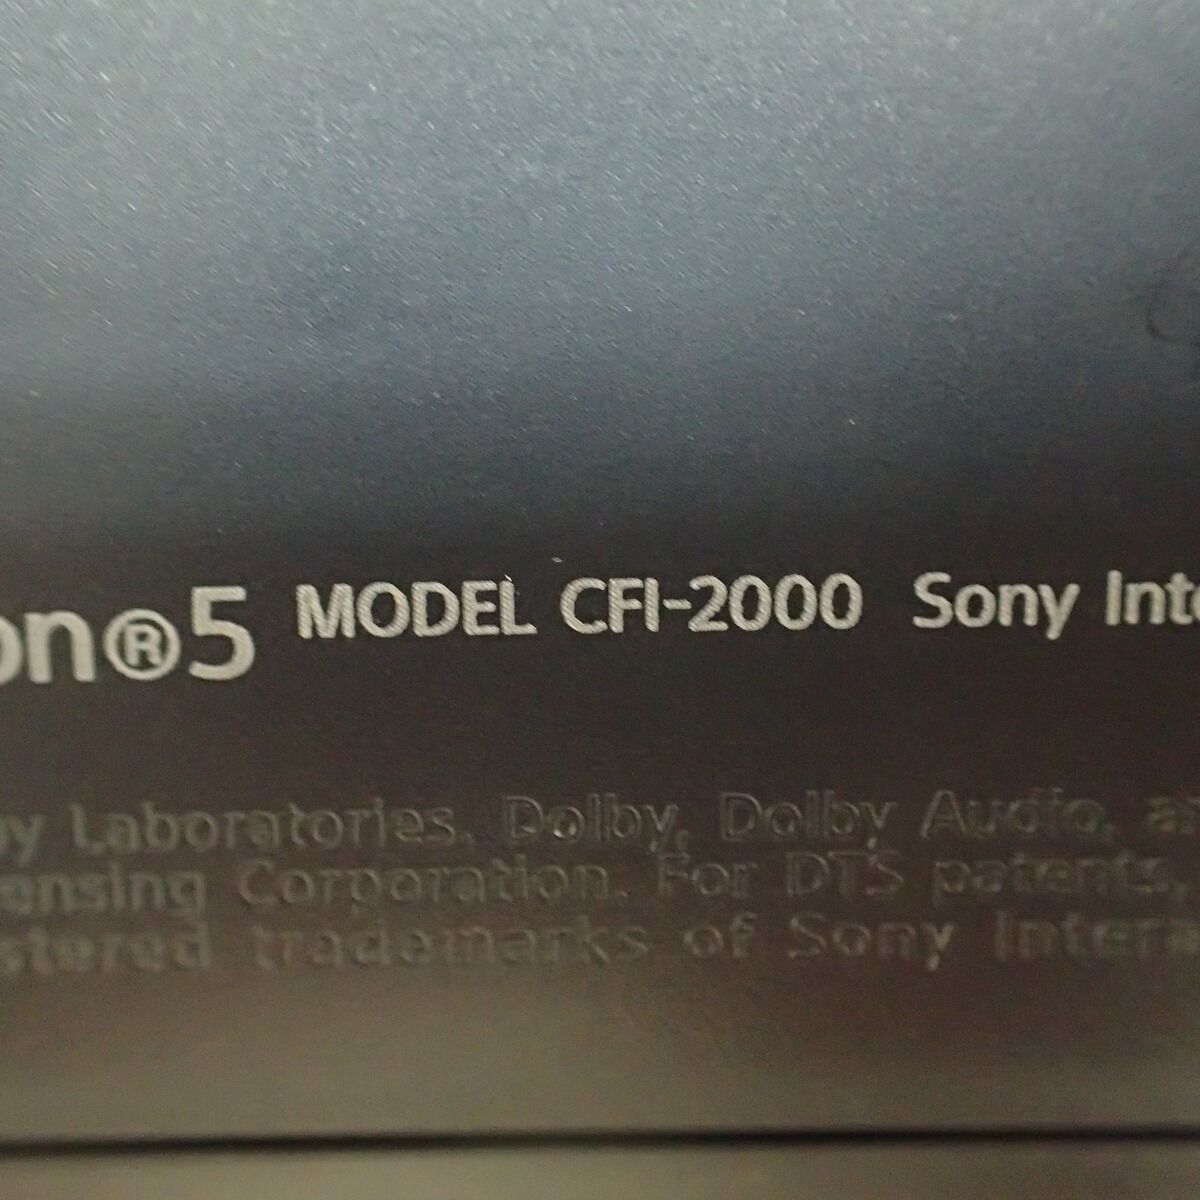 on®5 MODEL CFI-2000 Sony Inte
y Laboratories. Dolby, Dolby Audio, a
ensing Corporation. For DTS patents,
stered trademarks of Sony Intera